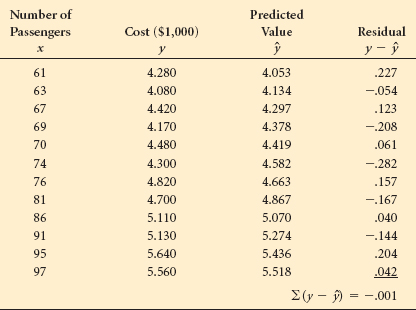 Number of Predicted
Passengers Cost ($1,000) Value Residual
x y ŷ y − ŷ
61 4.280 4.053 .227
63 4.080 4.134 −.054
67 4.420 4.297 .123
69 4.170 4.378 −.208
70 4.480 4.419 .061
74 4.300 4.582 −.282
76 4.820 4.663 .157
81 4.700 4.867 −.167
86 5.110 5.070 .040
91 5.130 5.274 −.144
95 5.640 5.436 .204
97 5.560 5.518 .042
Σ(y − ŷ) = −.001